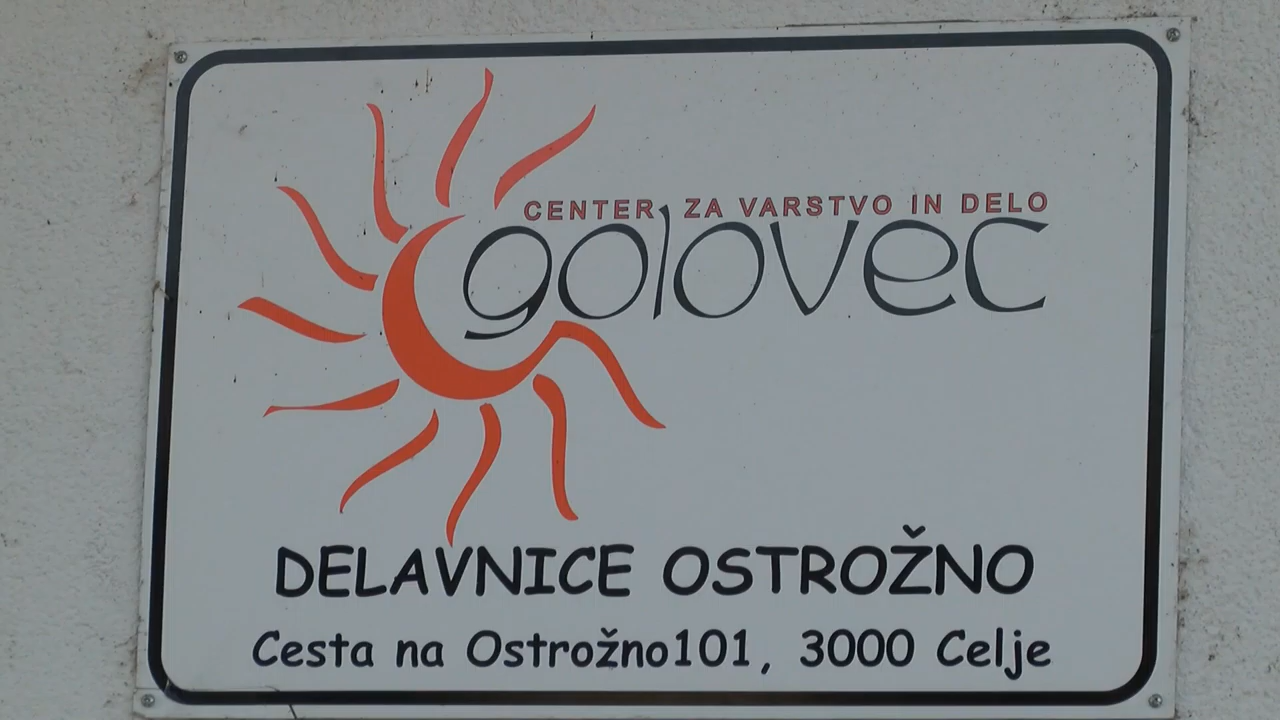 CENTER ZA VARSTVO IN DELO
golovec
DELAVNICE OSTROŽNO
Cesta na Ostrožno101, 3000 Celje